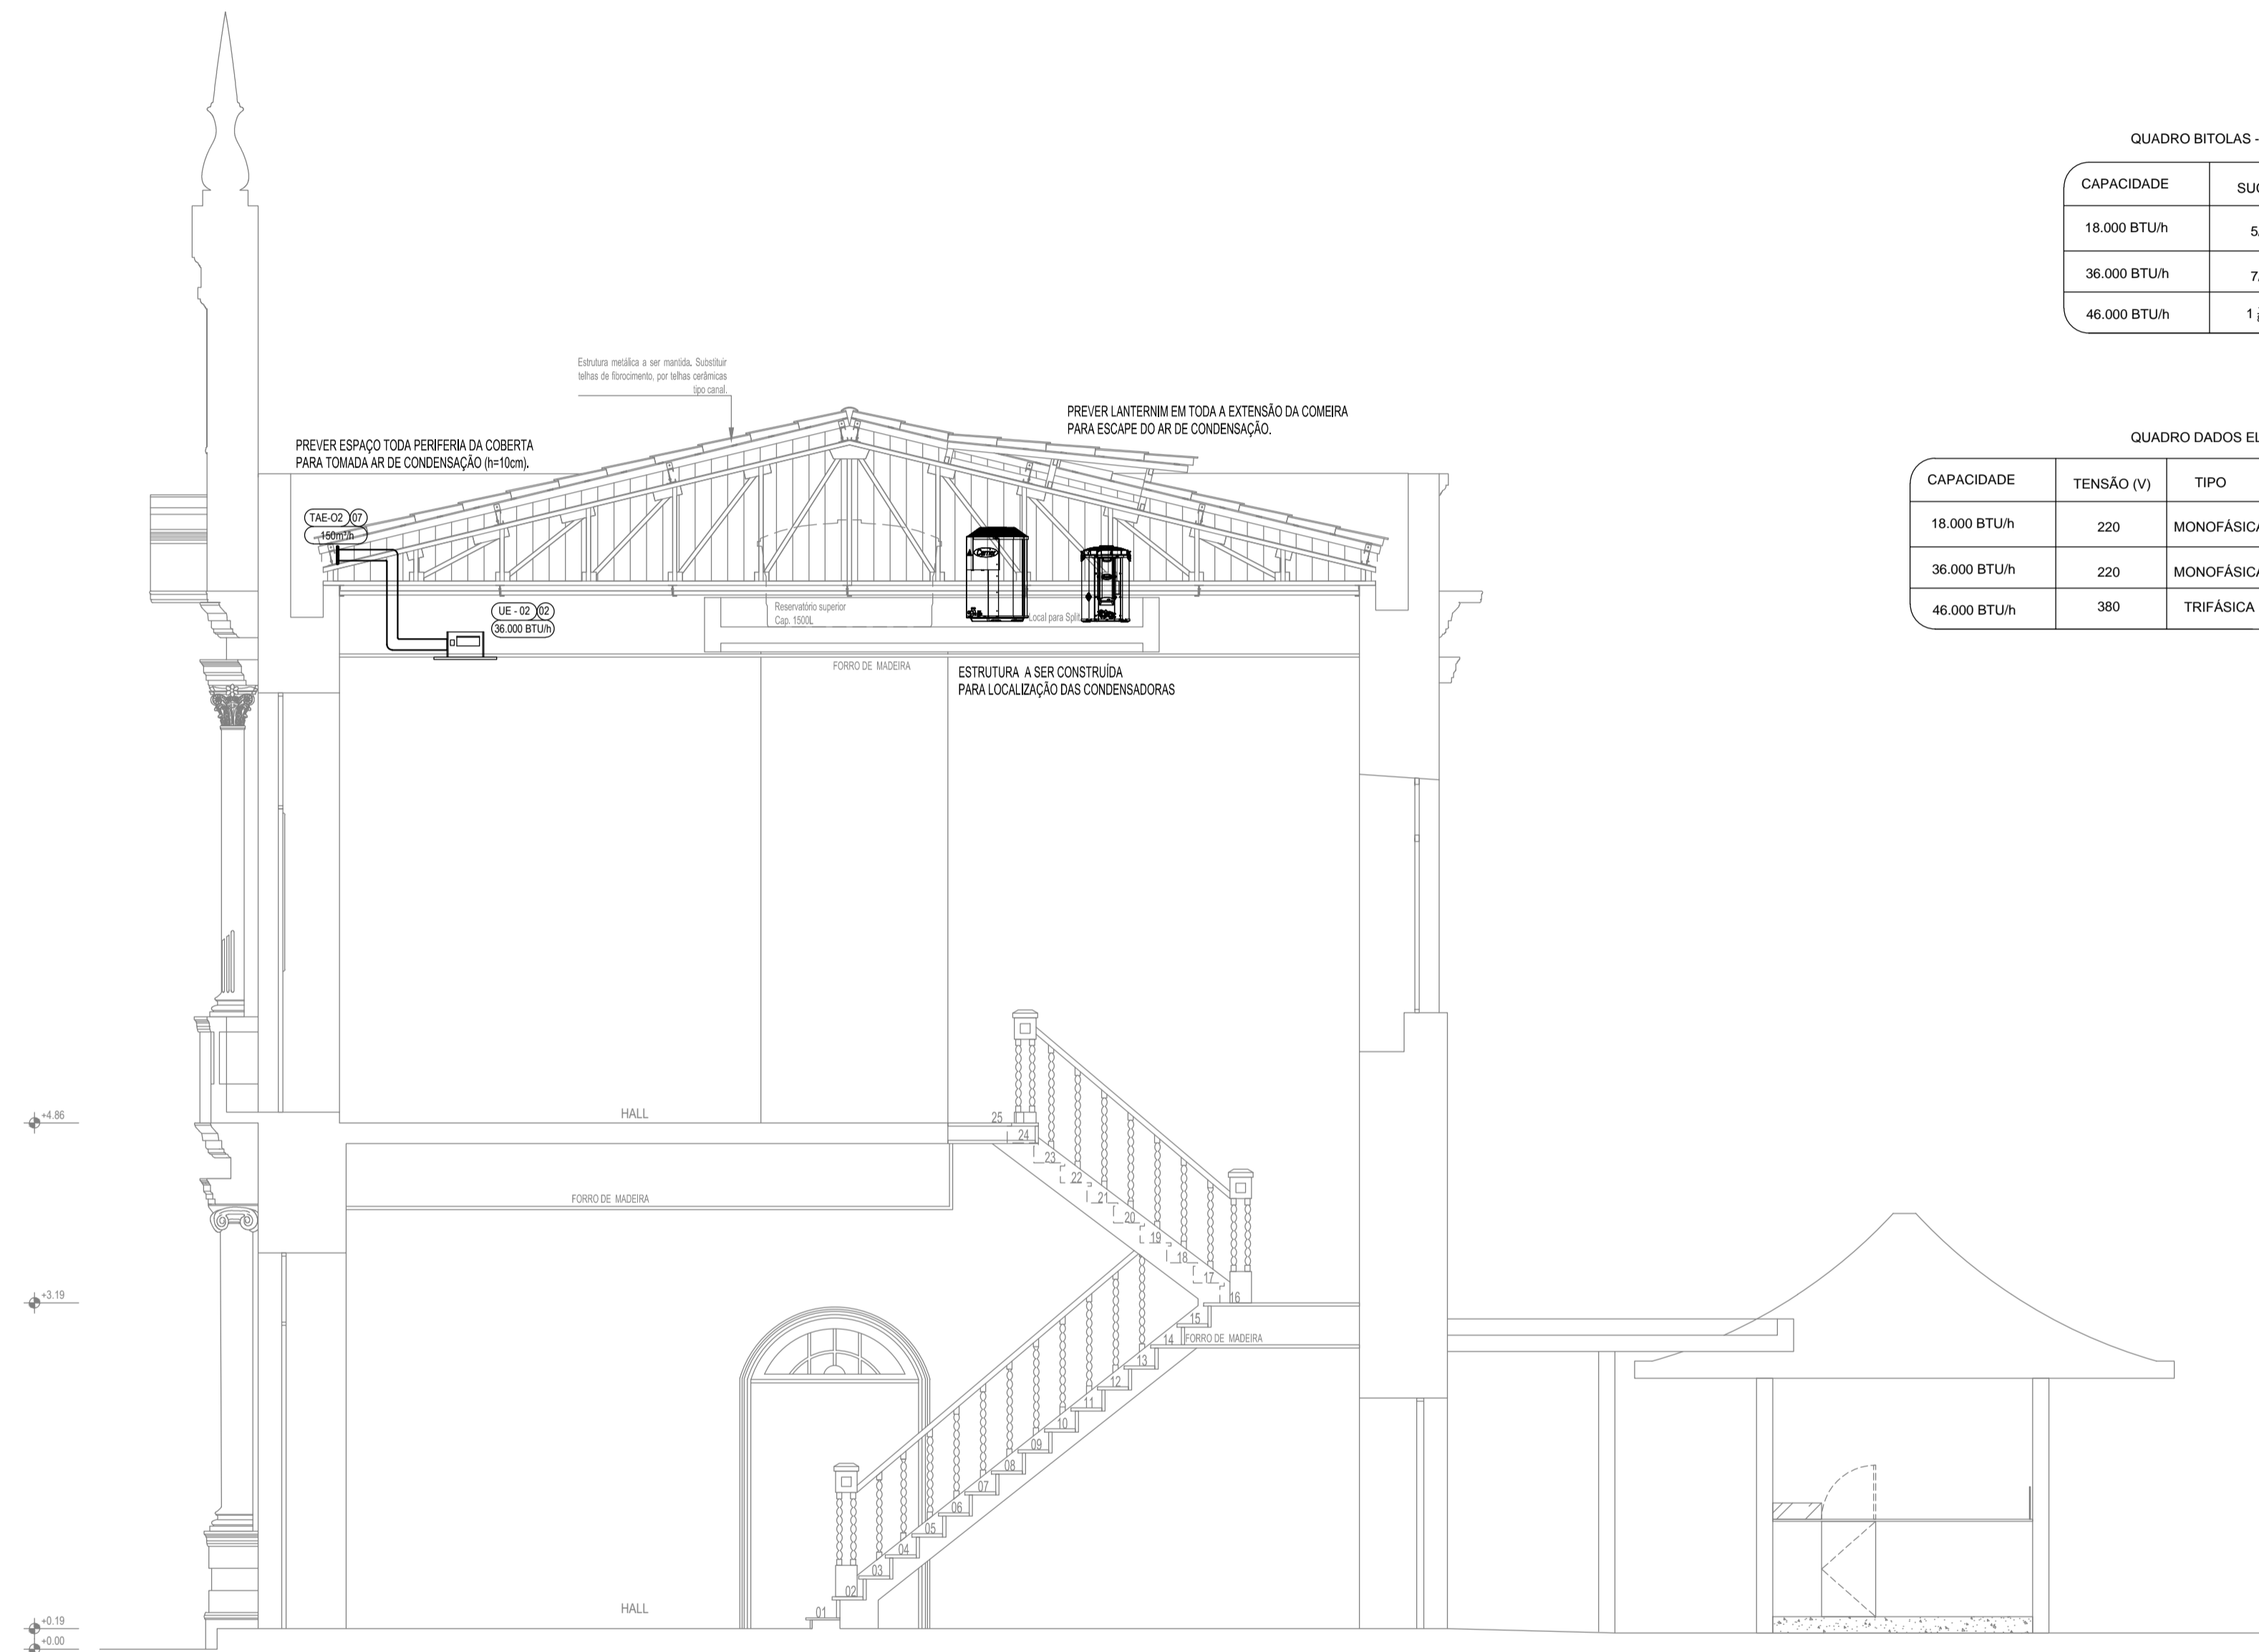 QUADRO BITOLAS -
CAPACIDADE
18.000 BTU/h
36.000 BTU/h
46.000 BTU/h
Estrutura metálica a ser mantida. Substituir
telhas de fibrocimento, por telhas cerâmicas
tipo canal.
PREVER LANTERNIM EM TODA A EXTENSÃO DA COMEIRA
PARA ESCAPE DO AR DE CONDENSAÇÃO.
PREVER ESPAÇO TODA PERIFERIA DA COBERTA
PARA TOMADA AR DE CONDENSAÇÃO (h=10cm).
QUADRO DADOS
CAPACIDADE TENSÃO (V) TIPO
18.000 BTU/h 220 MONOFÁSICA
36.000 BTU/h 220 MONOFÁSICA
46.000 BTU/h 380 TRIFÁSICA
TAE-O2 07
150m³/h
Carrier
UE - 02 02
36.000 BTU/h
Reservatório superior
Cap. 1500L
Local para Split
FORRO DE MADEIRA
ESTRUTURA A SER CONSTRUÍDA
PARA LOCALIZAÇÃO DAS CONDENSADORAS
+4.86
HALL
25
24
23
22
21
20
19
18
17
16
FORRO DE MADEIRA
+3.19
15
14
FORRO DE MADEIRA
13
12
11
10
09
08
07
06
05
04
03
02
01
HALL
+0.19
+0.00